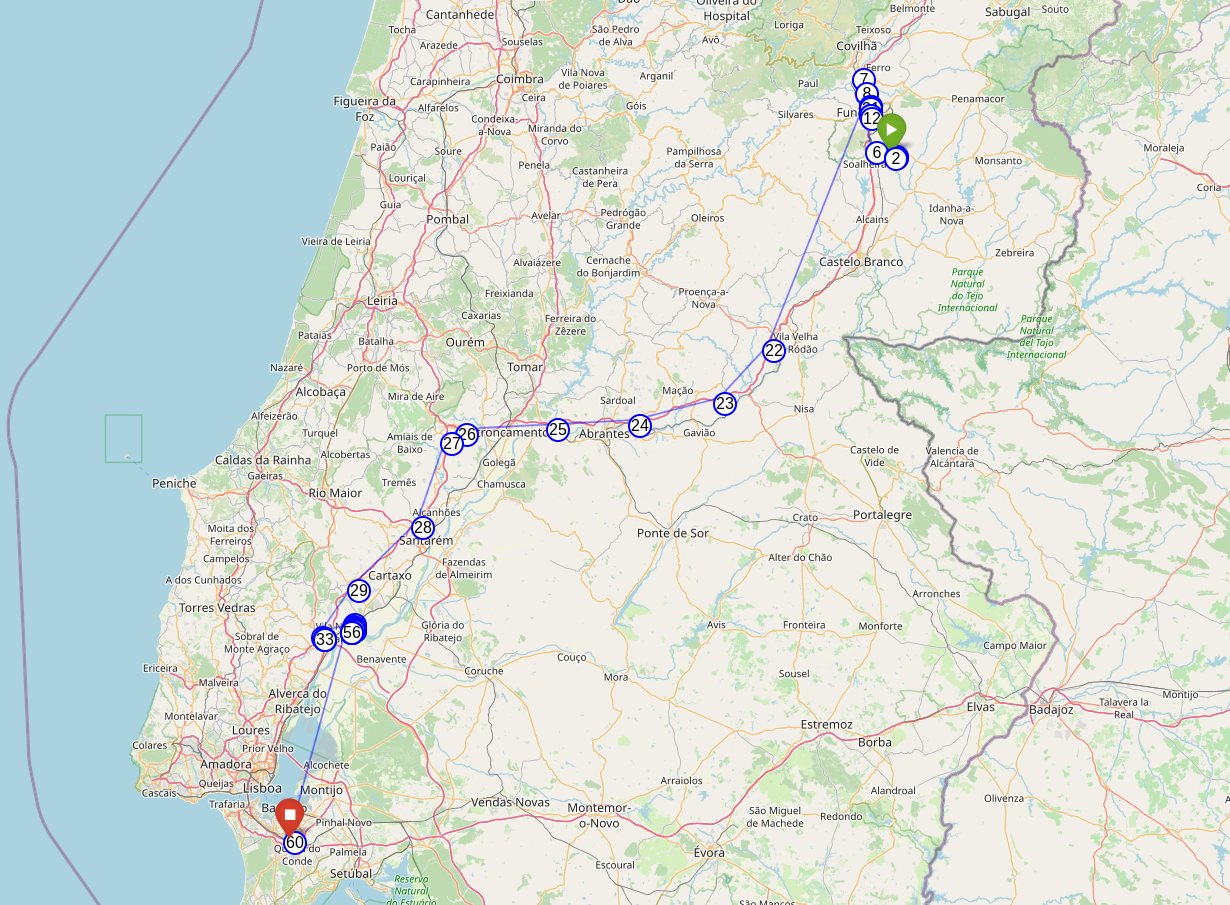 Cantanhede
Oliveira do
Hospital
Belmonte
Sabugal
Souto
Tocha
São Pedro
de Alva
Loriga
Teixoso
Arazede
Souselas
Avô
Covilhã
Carapinheira
Coimbra
Vila Nova
de Poiares
Arganil
Ferro
Paul
7
8
Figueira da
Foz
Alfarelos
Ceira
Góis
Silvares
12
Penamacor
Condeixa-
a-Nova
Miranda do
Corvo
Paião
Soure
Penela
Pampilhosa
da Serra
6
2
Monsanto
Moraleja
Louriçal
Castanheira
de Pera
Coria
Guia
Pombal
Avelar
Pedrógão
Grande
Oleiros
Alcains
Idanha-a-
Nova
Vieira de Leiria
Alvaiázere
Cernache
do Bonjardim
Castelo Branco
Zebreira
Parque
Natural
do Tejo
Internacional
Leiria
Freixianda
Proença-a-
Nova
Caxarias
Ferreira do
Zêzere
Parque
Natural
del Tajo
Internacional
Pataias
Batalha
Ourém
Vila Velha
Ródão
22
Nazaré
Porto de Mós
Tomar
Alcobaça
Mira de Aire
Sardoal
Mação
23
Nisa
Alfeizerão
Turquel
Amiais de
Baixo
27
26
25
Abrantes
24
Gavião
Caldas da Rainha
Alcobertas
Golegã
Castelo de
Vide
Valencia de
Alcántara
Gaeiras
Peniche
Tremês
Chamusca
Rio Maior
Alcanhões
28
Santarém
Crato
Portalegre
Moita dos
Ferreiros
Ponte de Sor
Campelos
Fazendas
de Almeirim
Alter do Chão
A dos Cunhados
Cartaxo
29
Arronches
Torres Vedras
33
56
Glória do
Ribatejo
Avis
Fronteira
Monforte
Sobral de
Monte Agraço
Campo Maior
Ericeira
Benavente
Coruche
Couço
Malveira
Mora
Sousel
Alverca do
Ribatejo
Elvas
Badajoz
Talavera la
Real
Montijo
Montelavar
Loures
Estremoz
Colares
Prior Velho
Borba
Amadora
Alcochete
Queijas
Lisboa
Montijo
Arraiolos
Alandroal
Cascais
Trafaria
Vendas Novas
Montemor-
o-Novo
São Miguel
de Machede
Redondo
Olivenza
Pinhal Novo
60
Conde
Palmela
Évora
Setúbal
Escoural
Reserva
Natural
do Estuário
São Manços